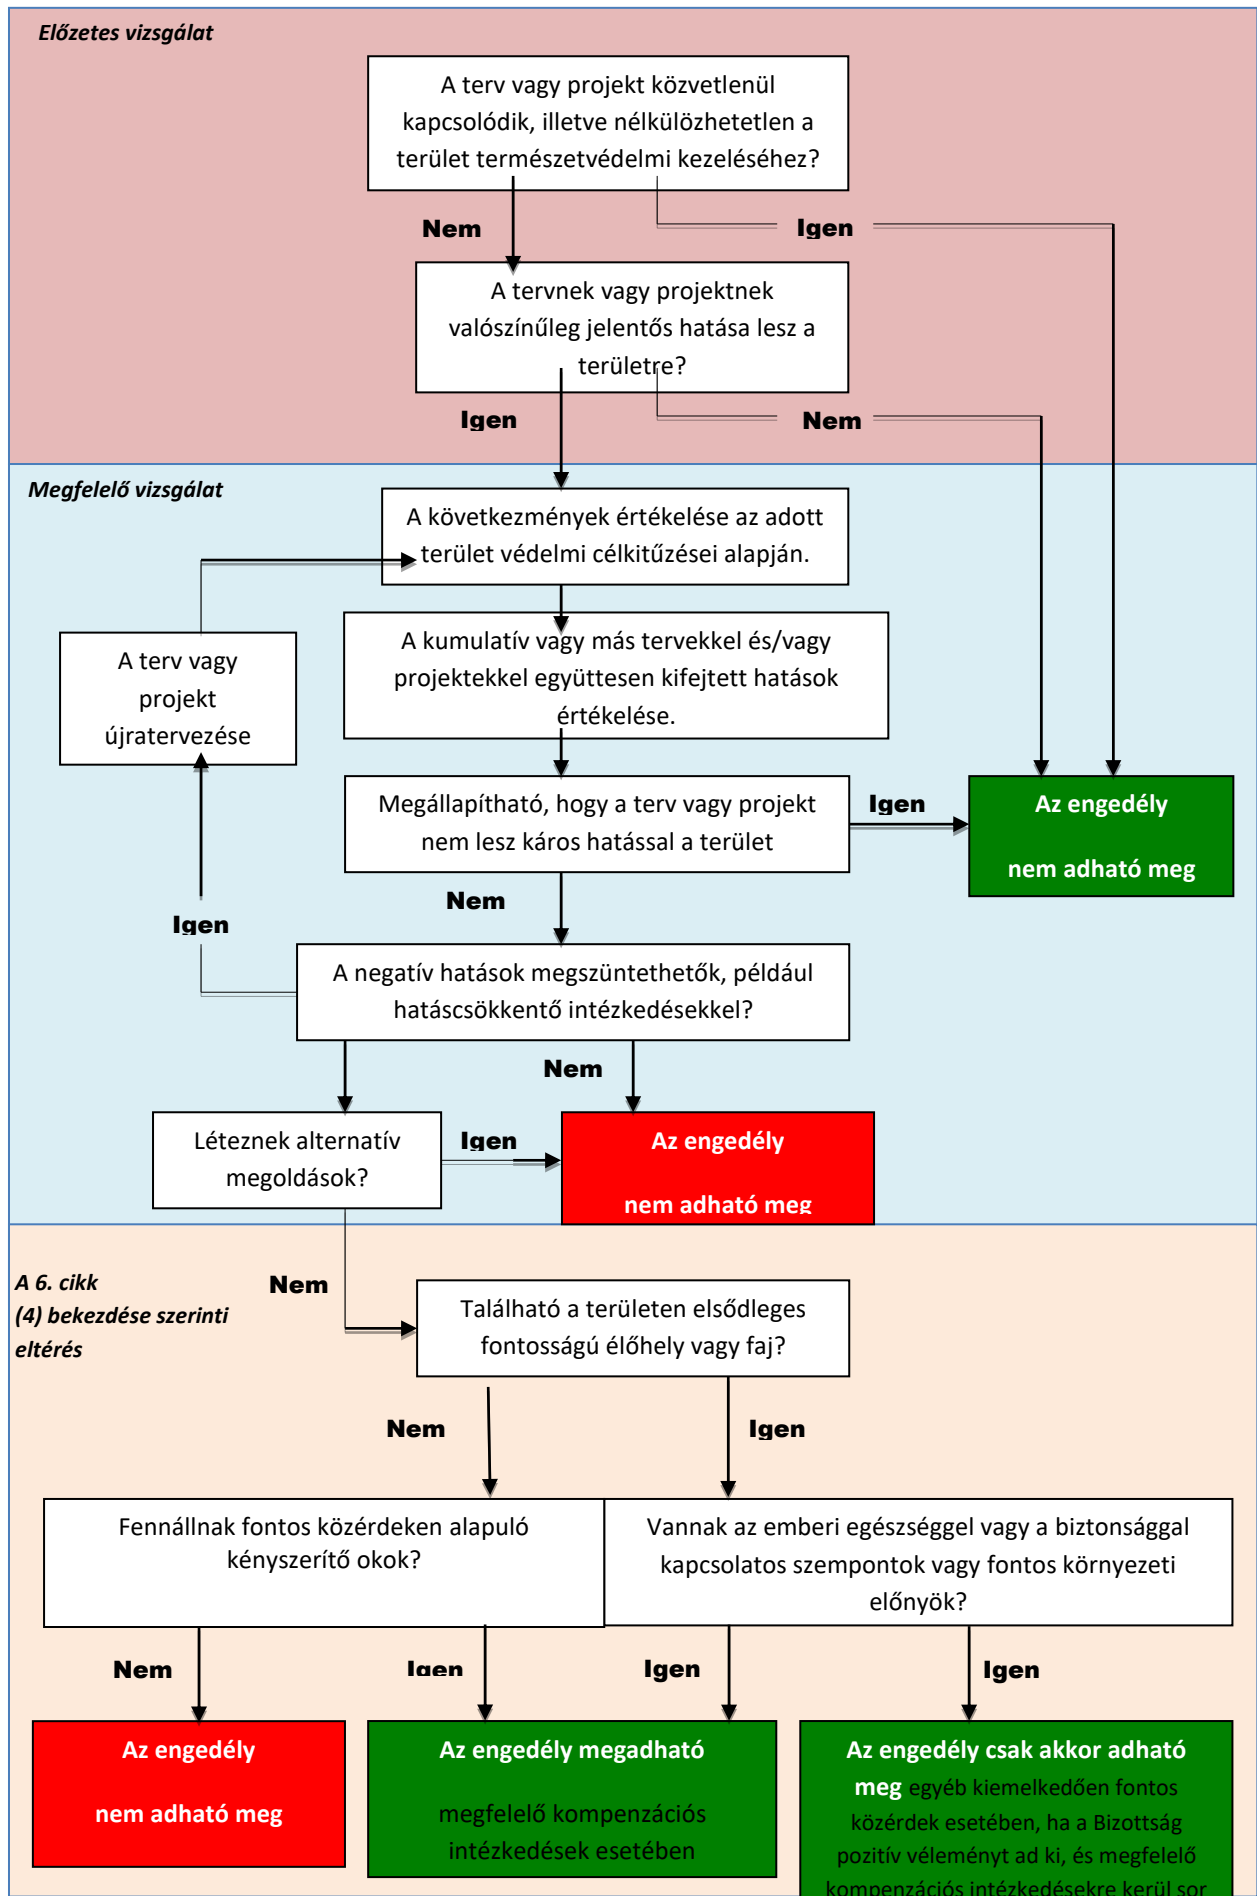 Előzetes vizsgálat
A terv vagy projekt közvetlenül
kapcsolódik, illetve nélkülözhetetlen a
terület természetvédelmi kezeléséhez?
Nem
Igen
A tervnek vagy projektnek
valószínűleg jelentős hatása lesz a
területre?
Igen
Nem
Megfelelő vizsgálat
A következmények értékelése az adott
terület védelmi célkitűzései alapján.
A kumulatív vagy más tervekkel és/vagy
projektekkel együttesen kifejtett hatások
értékelése.
A terv vagy
projekt
újratervezése
Megállapítható, hogy a terv vagy projekt
nem lesz káros hatással a terület
Igen
Az engedély
nem adható meg
Nem
Igen
A negatív hatások megszüntethetők, például
hatáscsökkentő intézkedésekkel?
Nem
Léteznek alternatív
megoldások?
Igen
Az engedély
nem adható meg
A 6. cikk
(4) bekezdése szerinti
eltérés
Nem
Található a területen elsődleges
fontosságú élőhely vagy faj?
Nem
Igen
Fennállnak fontos közérdeken alapuló
kényszerítő okok?
Vannak az emberi egészséggel vagy a biztonsággal
kapcsolatos szempontok vagy fontos környezeti
előnyök?
Nem
Igen
Igen
Igen
Az engedély
nem adható meg
Az engedély megadható
megfelelő kompenzációs
intézkedések esetében
Az engedély csak akkor adható
meg egyéb kiemelkedően fontos
közérdek esetében, ha a Bizottság
pozitív véleményt ad ki, és megfelelő
kompenzációs intézkedésekre kerül sor